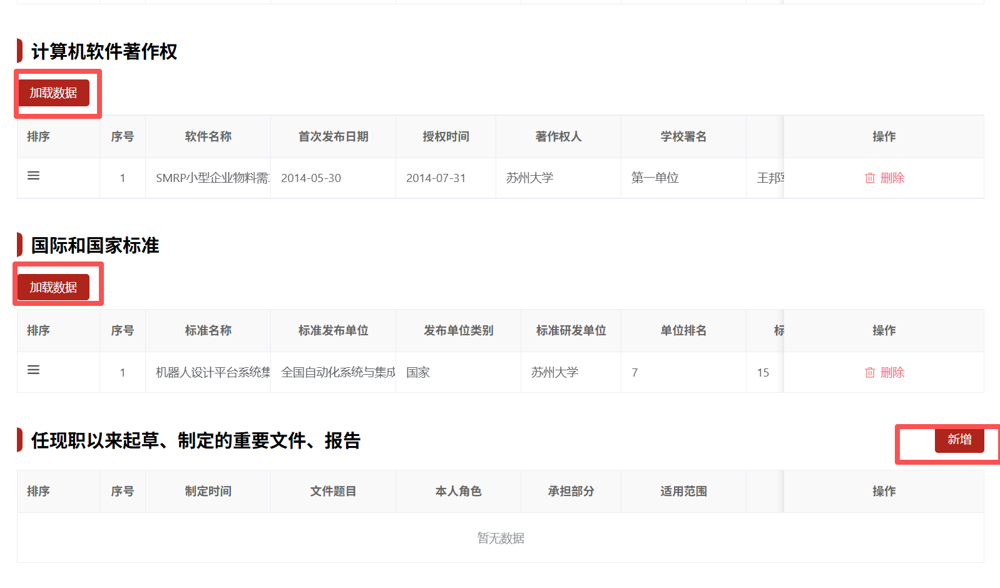 计算机软件著作权
加载数据
排序 序号 软件名称 首次发布日期 授权时间 著作权人 学校署名 操作
1 SMRP小型企业物料需 2014-05-30 2014-07-31 苏州大学 第一单位 王邦 删除
国际和国家标准
加载数据
排序 序号 标准名称 标准发布单位 发布单位类别 标准研发单位 单位排名 标 操作
1 机器人设计平台系统集 全国自动化系统与集成 国家 苏州大学 7 15 删除
任现职以来起草、制定的重要文件、报告 新增
排序 序号 制定时间 文件题目 本人角色 承担部分 适用范围 操作
暂无数据